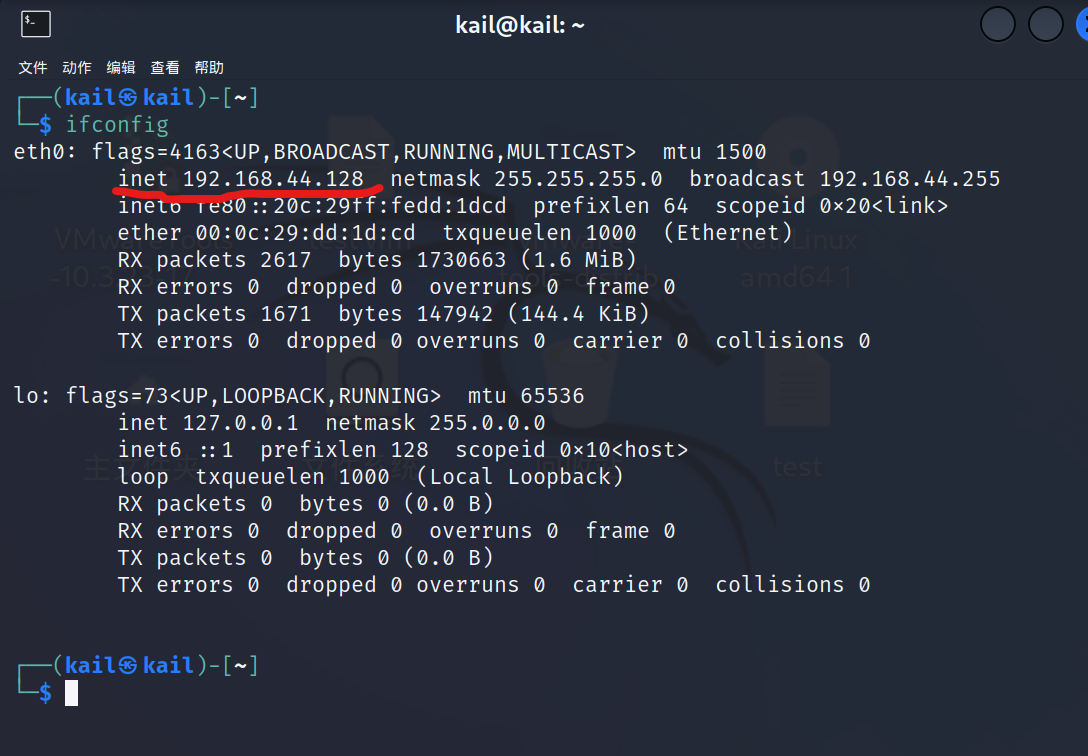 $_
kail@kail: ~
文件 动作 编辑 查看 帮助
┌──(kail㉿kail)-[~]
└─$ ifconfig
eth0: flags=4163<UP,BROADCAST,RUNNING,MULTICAST>  mtu 1500
        inet 192.168.44.128  netmask 255.255.255.0  broadcast 192.168.44.255
        inet6 fe80::20c:29ff:fedd:1dcd  prefixlen 64  scopeid 0x20<link>
        ether 00:0c:29:dd:1d:cd  txqueuelen 1000  (Ethernet)
        RX packets 2617  bytes 1730663 (1.6 MiB)
        RX errors 0  dropped 0  overruns 0  frame 0
        TX packets 1671  bytes 147942 (144.4 KiB)
        TX errors 0  dropped 0 overruns 0  carrier 0  collisions 0
lo: flags=73<UP,LOOPBACK,RUNNING>  mtu 65536
        inet 127.0.0.1  netmask 255.0.0.0
        inet6 ::1  prefixlen 128  scopeid 0x10<host>
        loop  txqueuelen 1000  (Local Loopback)
        RX packets 0  bytes 0 (0.0 B)
        RX errors 0  dropped 0  overruns 0  frame 0
        TX packets 0  bytes 0 (0.0 B)
        TX errors 0  dropped 0 overruns 0  carrier 0  collisions 0
┌──(kail㉿kail)-[~]
└─$
amd64 1
主文件夹
test